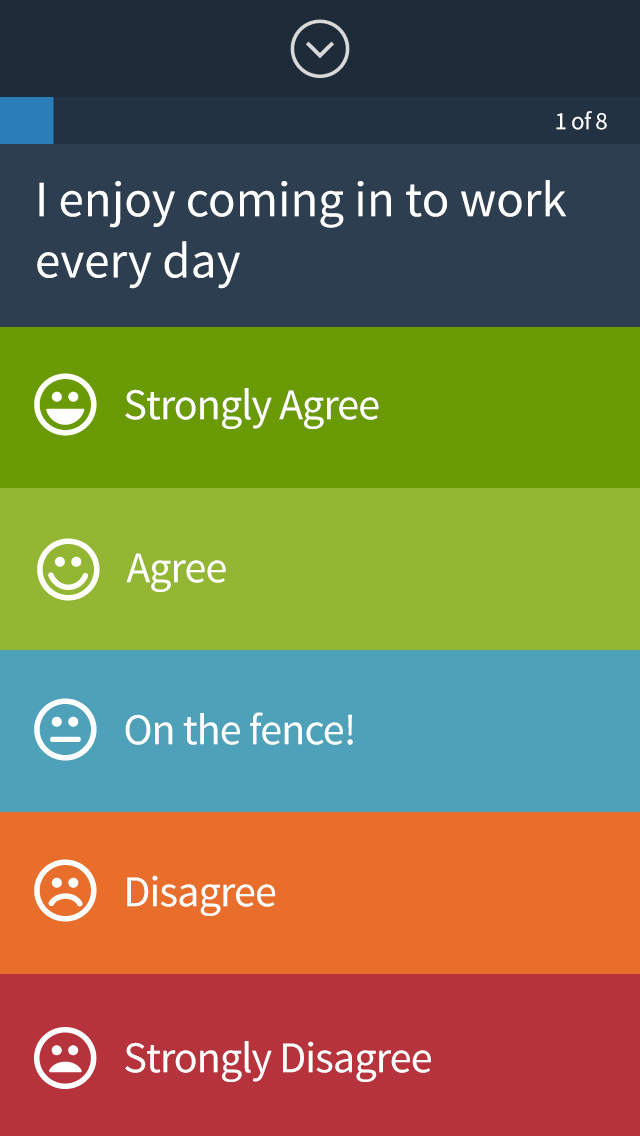 1 of 8
I enjoy coming in to work
every day
Strongly Agree
Agree
On the fence!
Disagree
Strongly Disagree